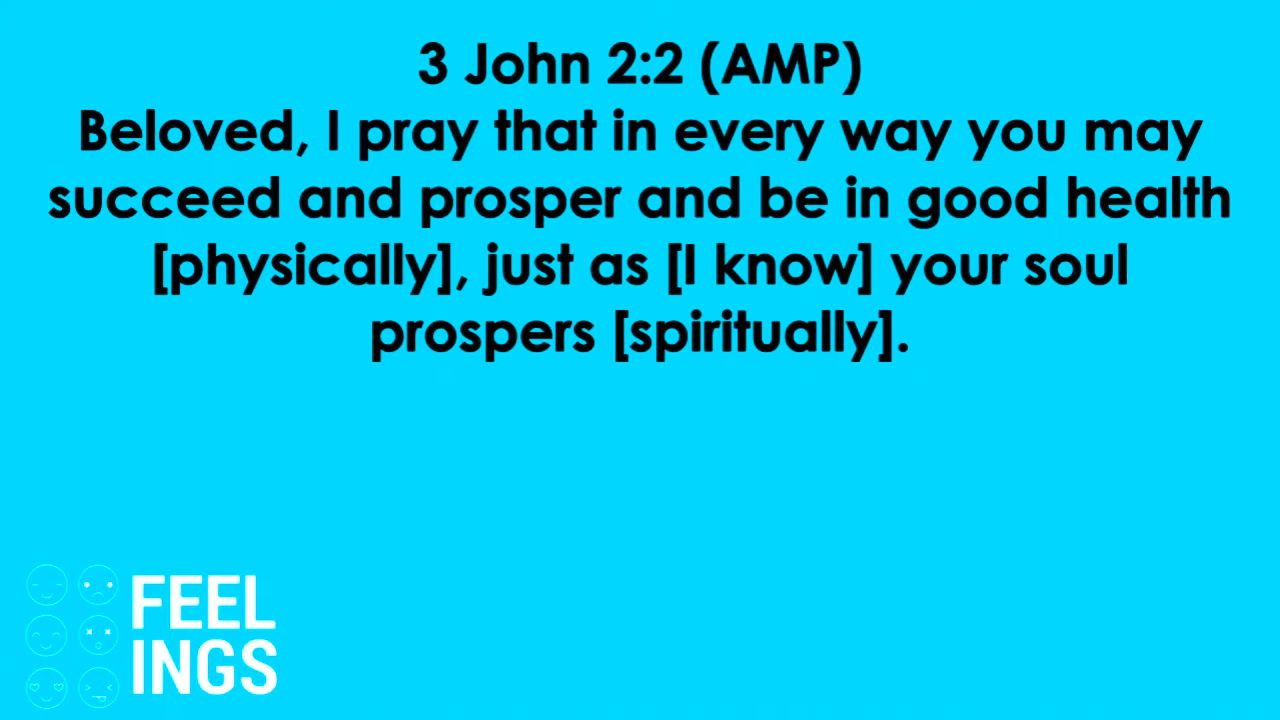 3 John 2:2 (AMP)
Beloved, I pray that in every way you may
succeed and prosper and be in good health
[physically], just as [I know] your soul
prospers [spiritually].
FEEL
INGS